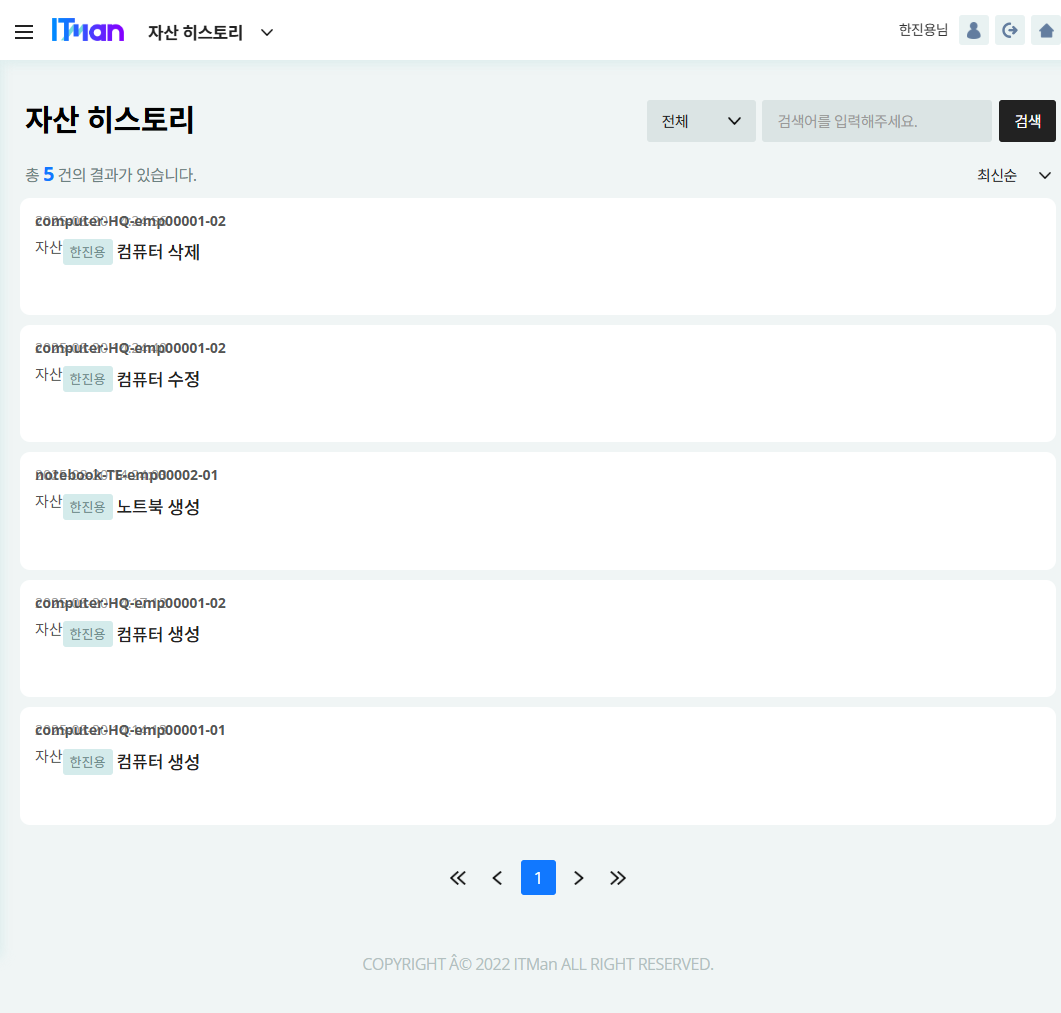 ITMan 자산 히스토리 한진용님
자산 히스토리 전체 검색어를 입력해주세요. 검색
총 5 건의 결과가 있습니다. 최신순
computer-HQ-emp00001-02
자산 한진용 컴퓨터 삭제
computer-HQ-emp00001-02
자산 한진용 컴퓨터 수정
notebook-TE-emp00002-01
자산 한진용 노트북 생성
computer-HQ-emp00001-02
자산 한진용 컴퓨터 생성
computer-HQ-emp00001-01
자산 한진용 컴퓨터 생성
1
COPYRIGHT Â© 2022 ITMan ALL RIGHT RESERVED.